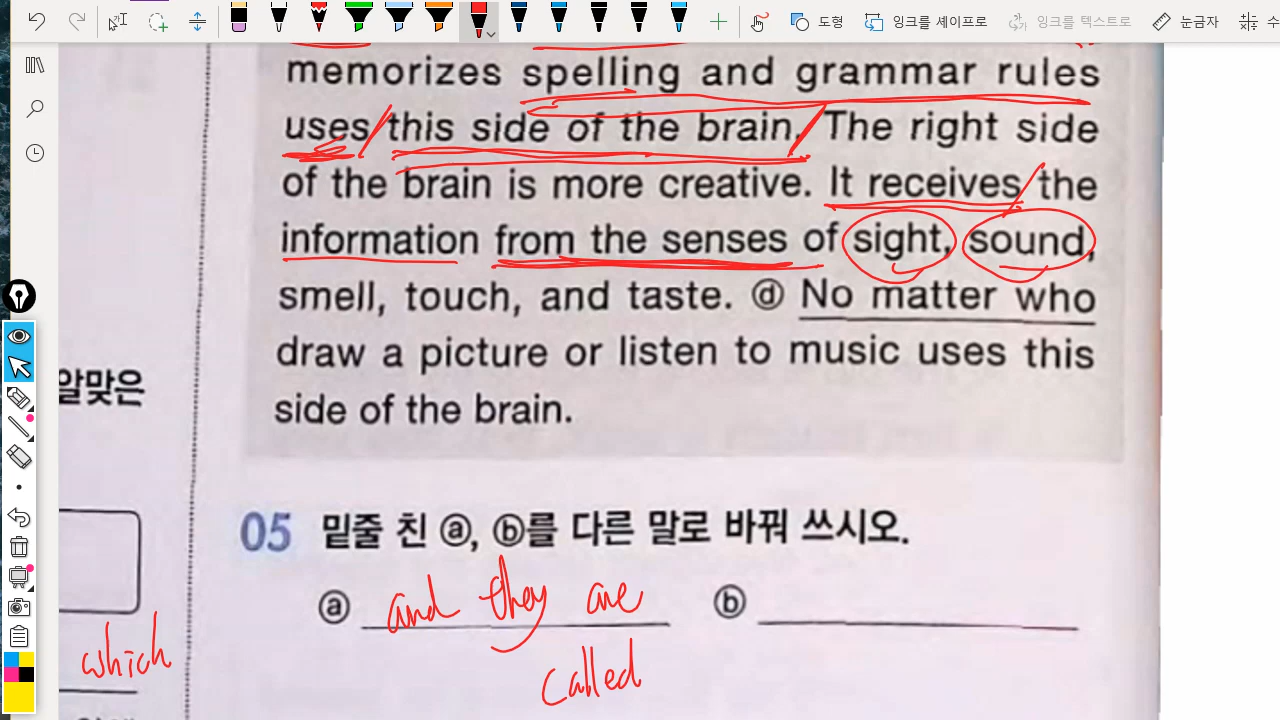 도형
잉크를 셰이프로
잉크를 텍스트로
눈금자
수
memorizes spelling and grammar rules
uses this side of the brain. The right side
of the brain is more creative. It receives the
information from the senses of sight, sound,
smell, touch, and taste. ⓓ No matter who
draw a picture or listen to music uses this
side of the brain.
알맞은
which
05 밑줄 친 ⓐ, ⓑ를 다른 말로 바꿔 쓰시오.
ⓐ and they are ⓑ
called